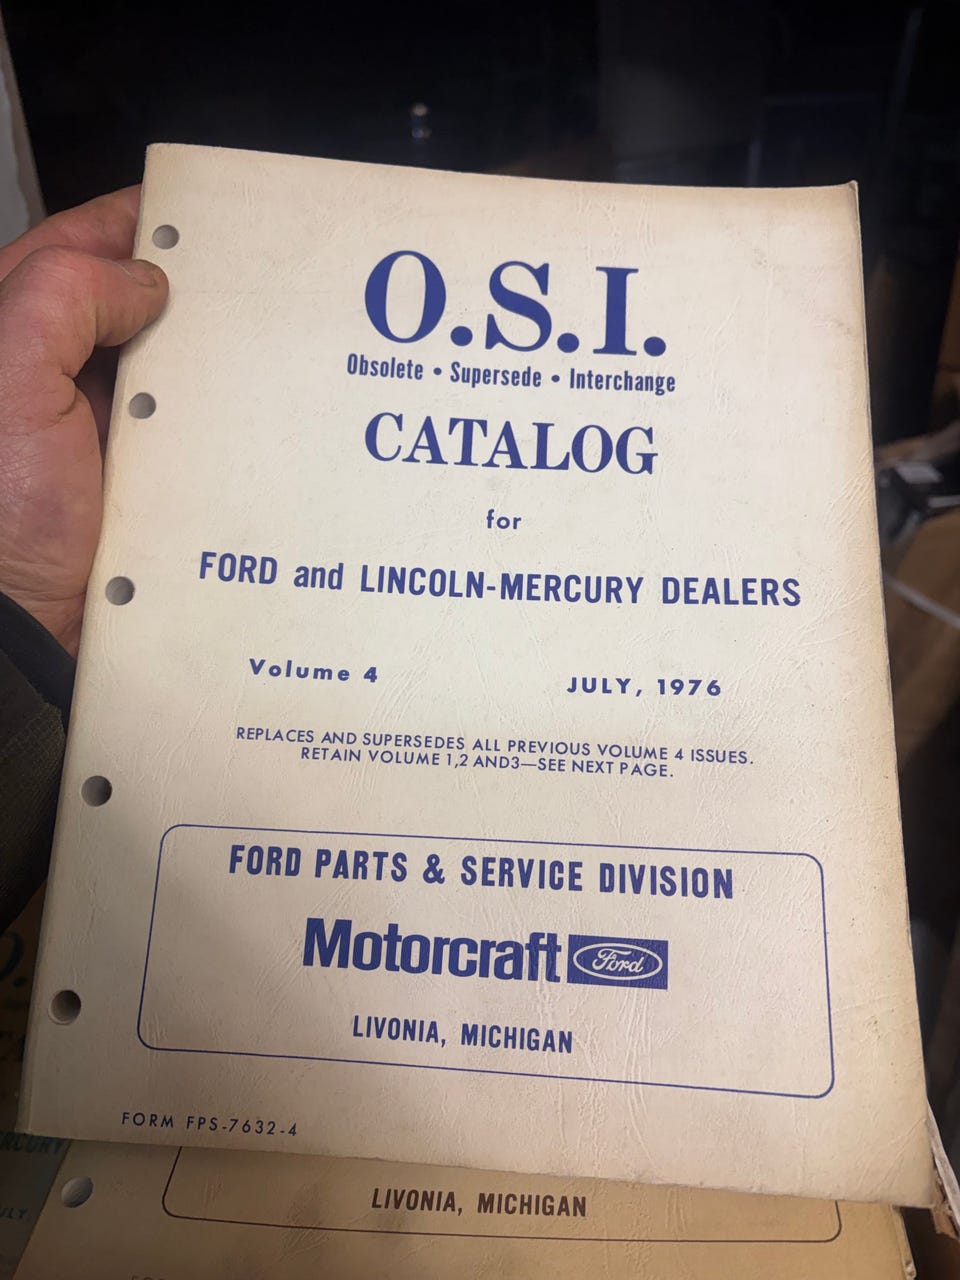 O.S.I.
Obsolete • Supersede • Interchange
CATALOG
for
FORD and LINCOLN-MERCURY DEALERS
Volume 4 JULY, 1976
REPLACES AND SUPERSEDES ALL PREVIOUS VOLUME 4 ISSUES.
RETAIN VOLUME 1,2 AND3—SEE NEXT PAGE.
FORD PARTS & SERVICE DIVISION
Motorcraft Ford
LIVONIA, MICHIGAN
FORM FPS-7632-4
LIVONIA, MICHIGAN